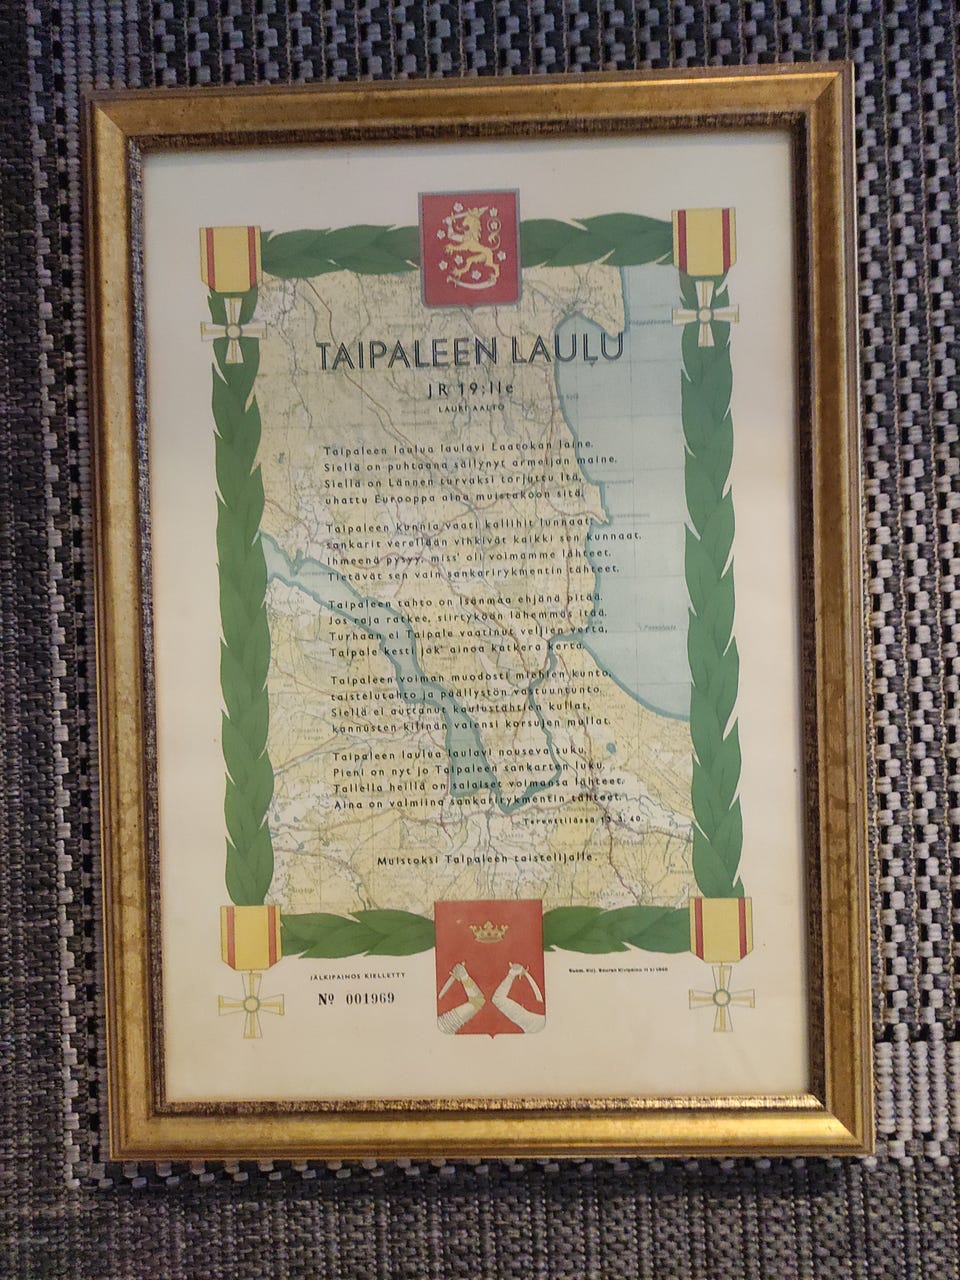 TAIPALEEN LAULU
JR 19:lle
LAURI AALTO
Taipaleen laulua laulavi Laatokan laine.
Siellä on puhtaana säilynyt armeijan maine.
Siellä on Lännen turvaksi torjuttu Itä,
uhattu Eurooppa aina muistakoon sitä.
Taipaleen kunnia vaati kalliihit lunnaat:
sankarit verellään vihkivät kaikki sen kunnaat.
Ihmeenä pysyy, miss' oli voimamme lähteet.
Tietävät sen vain sankarirykmentin tähteet.
Taipaleen tahto on Isänmaa ehjänä pitää.
Jos raja ratkee, siirtyköön lähemmäs itää.
Turhaan ei Taipale vaatinut veljien verta,
Taipale kesti jok' ainoa katkera kerta.
Taipaleen voiman muodosti miehien kunto,
taistelutahto ja päällystön vastuuntunto.
Siellä ei auttanut kaulustähtien kullat,
kannusten kilinän vaiensi korsujen mullat.
Taipaleen laulua laulavi nouseva suku,
Pieni on nyt jo Taipaleen sankarten luku.
Tallella heillä on salaiset voimansa lähteet.
Aina on valmiina sankarirykmentin tähteet.
Terenttilässä 13.3.40.
Muistoksi Taipaleen taistelijalle.
JÄLKIPAINOS KIELLETTY
Nº 001969